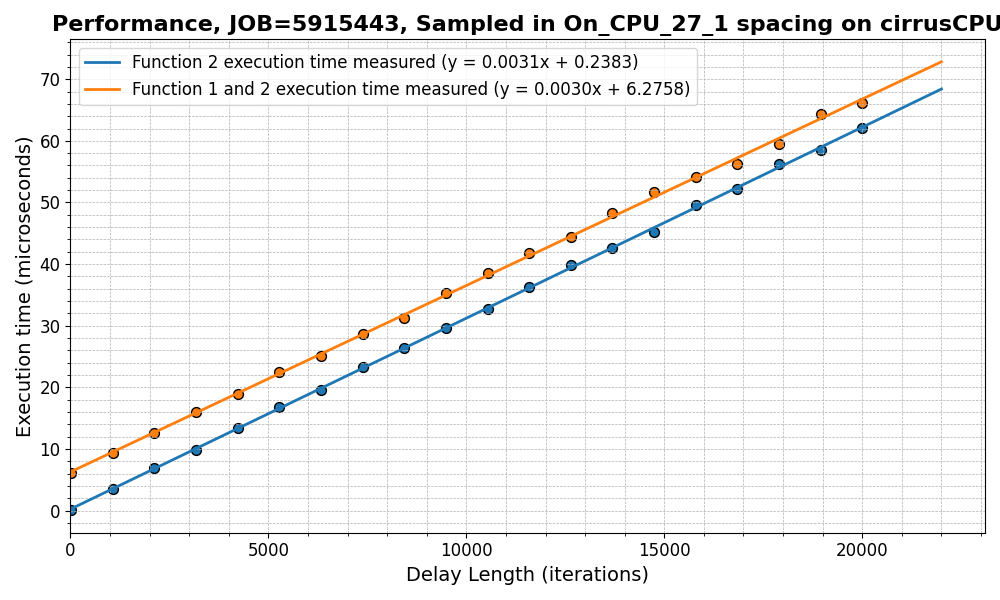 Performance, JOB=5915443, Sampled in On_CPU_27_1 spacing on cirrusCPU
Function 2 execution time measured (y = 0.0031x + 0.2383)
Function 1 and 2 execution time measured (y = 0.0030x + 6.2758)
Execution time (microseconds)
70
60
50
40
30
20
10
0
0 5000 10000 15000 20000
Delay Length (iterations)